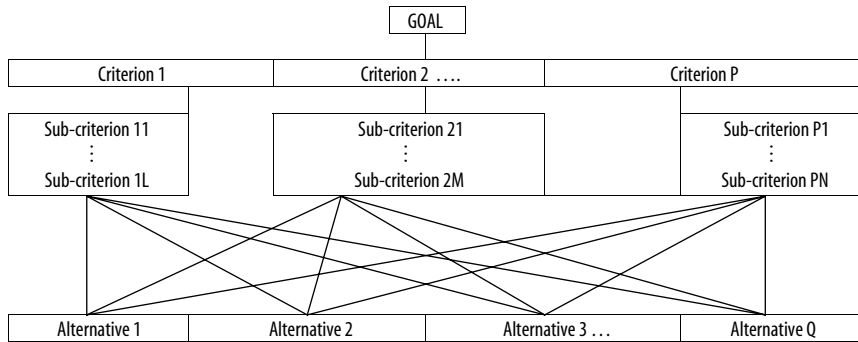 GOAL
Criterion 1
Criterion 2 ....
Criterion P
Sub-criterion 11
⋮
Sub-criterion 1L
Sub-criterion 21
⋮
Sub-criterion 2M
Sub-criterion P1
⋮
Sub-criterion PN
Alternative 1
Alternative 2
Alternative 3 ...
Alternative Q